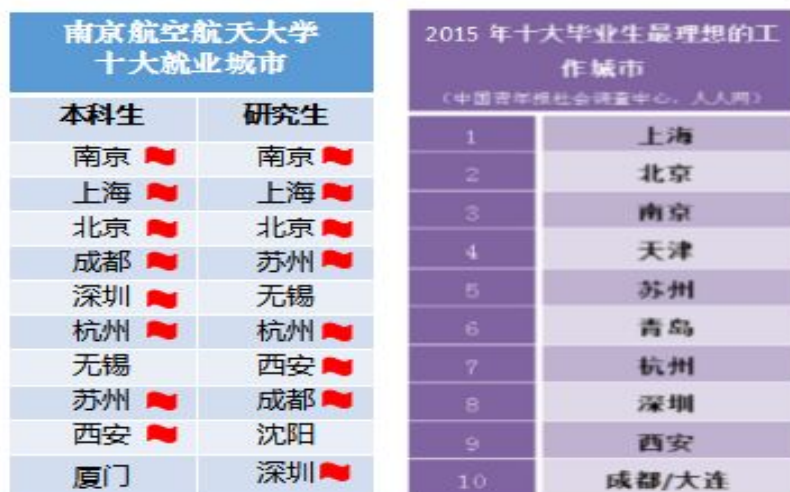 南京航空航天大学
十大就业城市
本科生 研究生
南京 南京
上海 上海
北京 北京
成都 苏州
深圳 无锡
杭州 杭州
无锡 西安
苏州 成都
西安 沈阳
厦门 深圳
2015 年十大毕业生最理想的工
作城市
（中国青年报社会调查中心，人人网）
1 上海
2 北京
3 南京
4 天津
5 苏州
6 青岛
7 杭州
8 深圳
9 西安
10 成都/大连